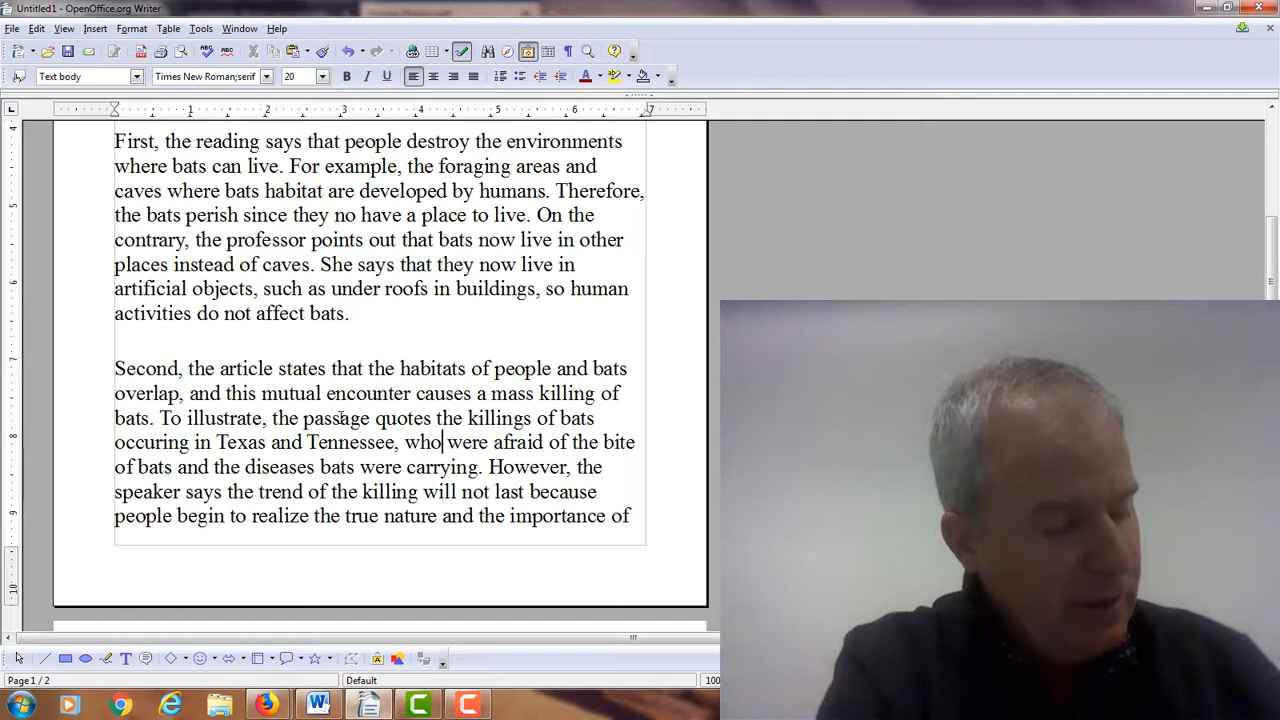 Untitled1 - OpenOffice.org Writer
File Edit View Insert Format Table Tools Window Help
Text body Times New Roman;serif 20
1 2 3 4 5 6 7
First, the reading says that people destroy the environments
where bats can live. For example, the foraging areas and
caves where bats habitat are developed by humans. Therefore,
the bats perish since they no have a place to live. On the
contrary, the professor points out that bats now live in other
places instead of caves. She says that they now live in
artificial objects, such as under roofs in buildings, so human
activities do not affect bats.
Second, the article states that the habitats of people and bats
overlap, and this mutual encounter causes a mass killing of
bats. To illustrate, the passage quotes the killings of bats
occuring in Texas and Tennessee, who were afraid of the bite
of bats and the diseases bats were carrying. However, the
speaker says the trend of the killing will not last because
people begin to realize the true nature and the importance of
Page 1 / 2 Default 100